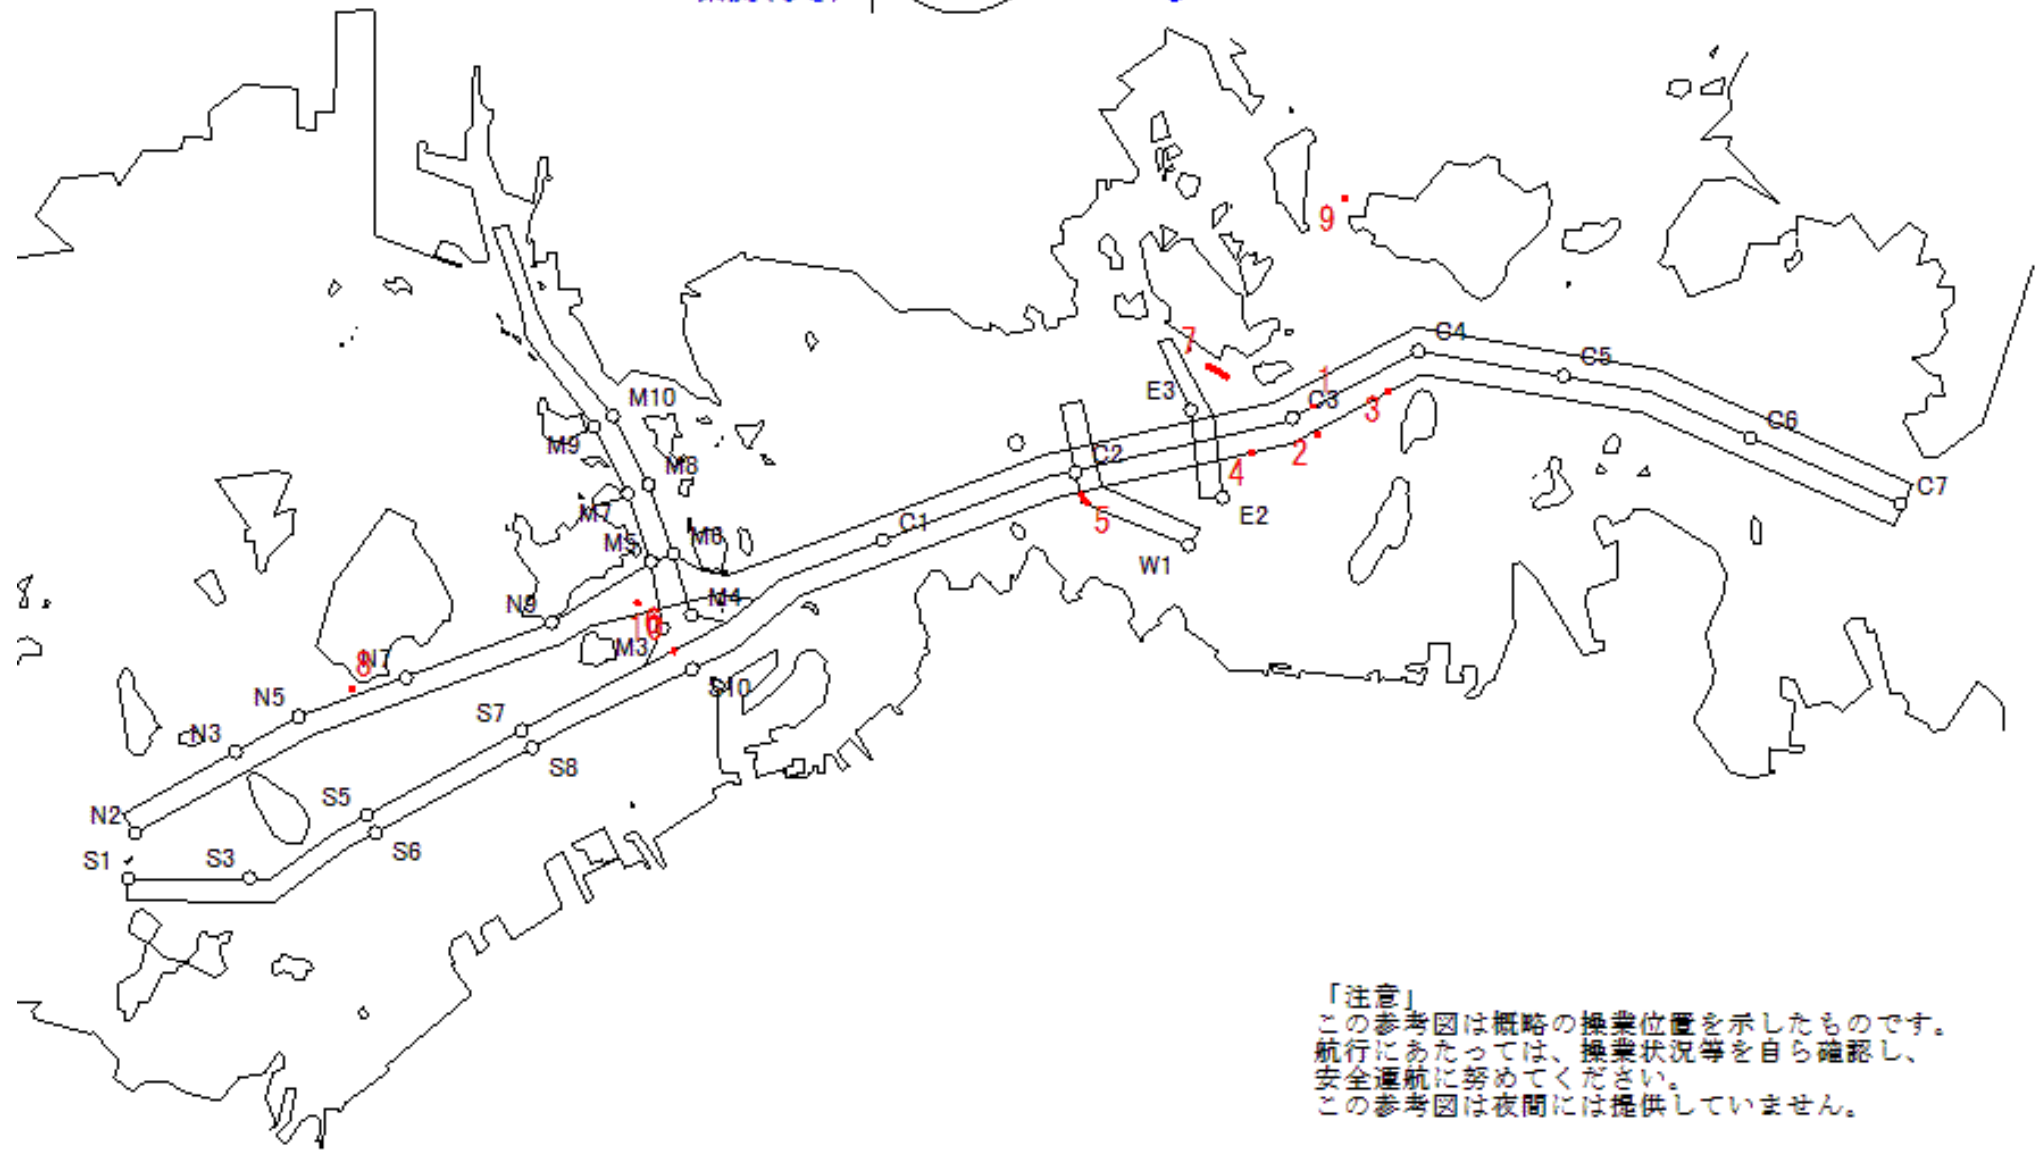 9
C4
7
1
C5
E3
3
C3
M10
C6
2
M9
C2
4
M8
C7
M7
5
E2
C1
M6
M5
W1
N9
M4
10
M3
8
N7
S10
N5
S7
N3
S8
S5
N2
S6
S1
S3
「注意」
この参考図は概略の操業位置を示したものです。
航行にあたっては、操業状況等を自ら確認し、
安全運航に努めてください。
この参考図は夜間には提供していません。